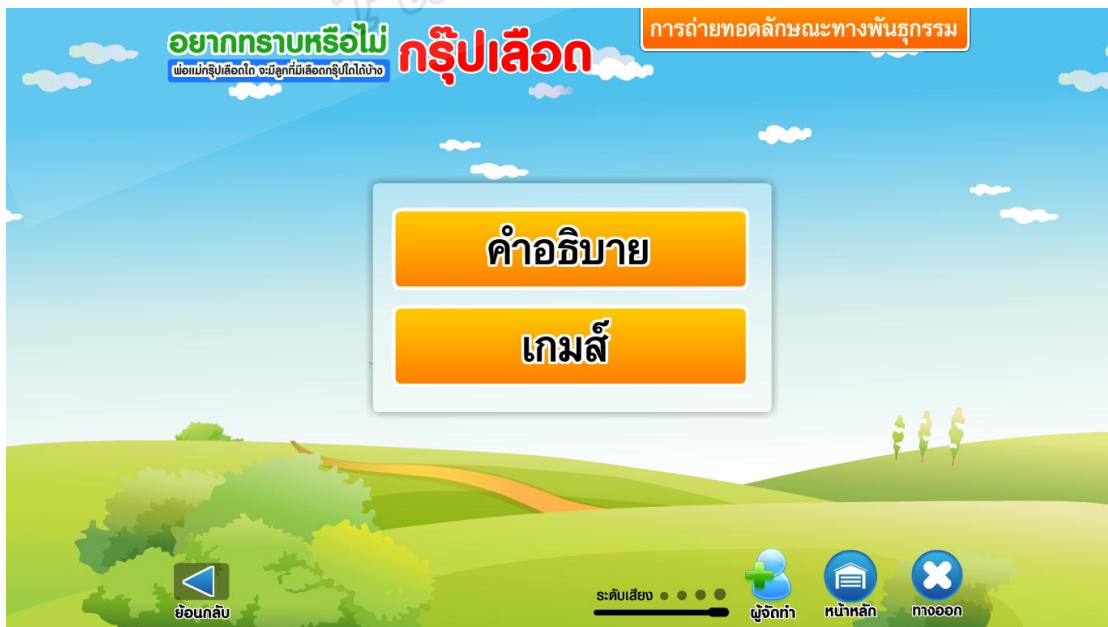 อยากทราบหรือไม่
พ่อแม่กรุ๊ปเลือดใด จะมีลูกที่มีเลือดกรุ๊ปใดได้บ้าง
กรุ๊ปเลือด
การถ่ายทอดลักษณะทางพันธุกรรม
คำอธิบาย
เกมส์
ย้อนกลับ
ระดับเสียง
ผู้จัดทำ
หน้าหลัก
ทางออก